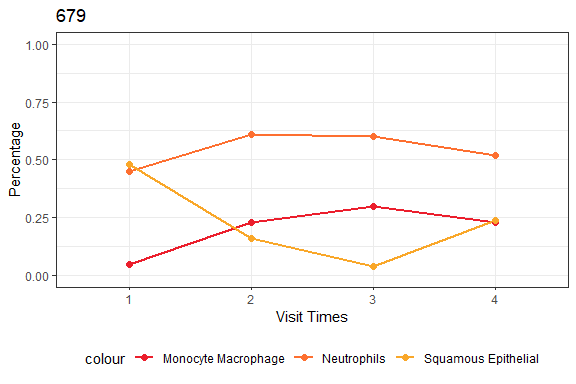 679
Percentage
1.00
0.75
0.50
0.25
0.00
1 2 3 4
Visit Times
colour Monocyte Macrophage Neutrophils Squamous Epithelial